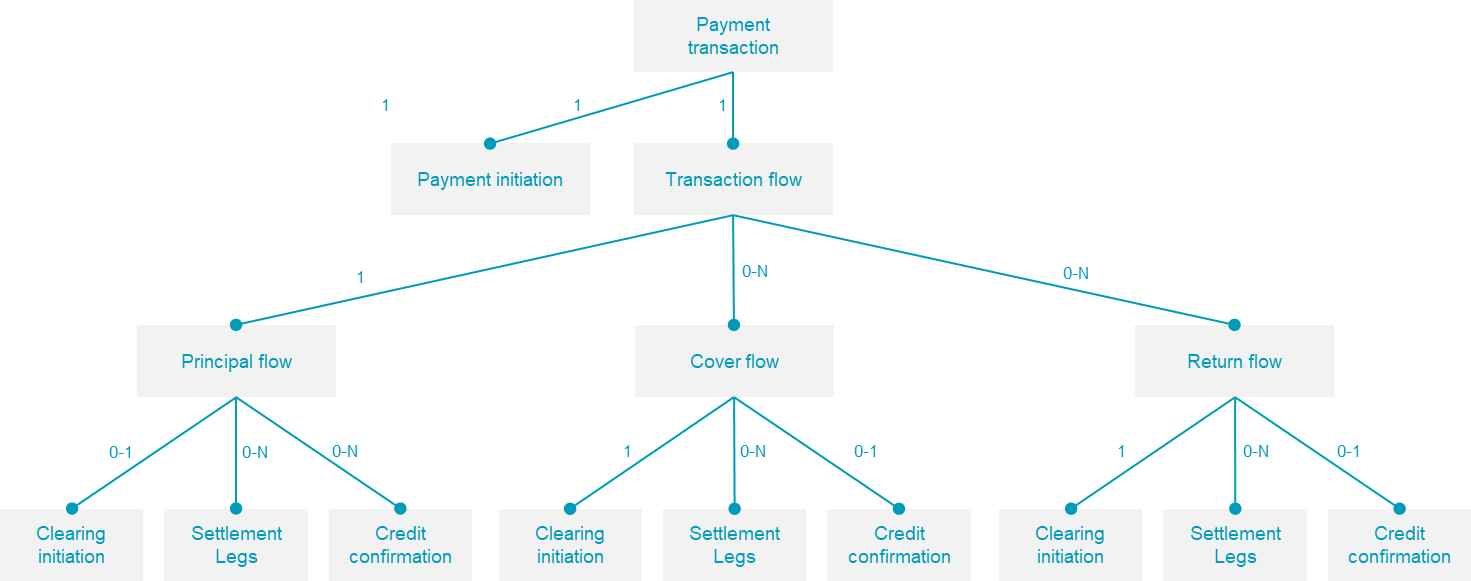 Payment
transaction
1
1
1
Payment initiation
Transaction flow
1
0-N
0-N
Principal flow
Cover flow
Return flow
0-1
0-N
0-N
1
0-N
0-1
1
0-N
0-1
Clearing
initiation
Settlement
Legs
Credit
confirmation
Clearing
initiation
Settlement
Legs
Credit
confirmation
Clearing
initiation
Settlement
Legs
Credit
confirmation